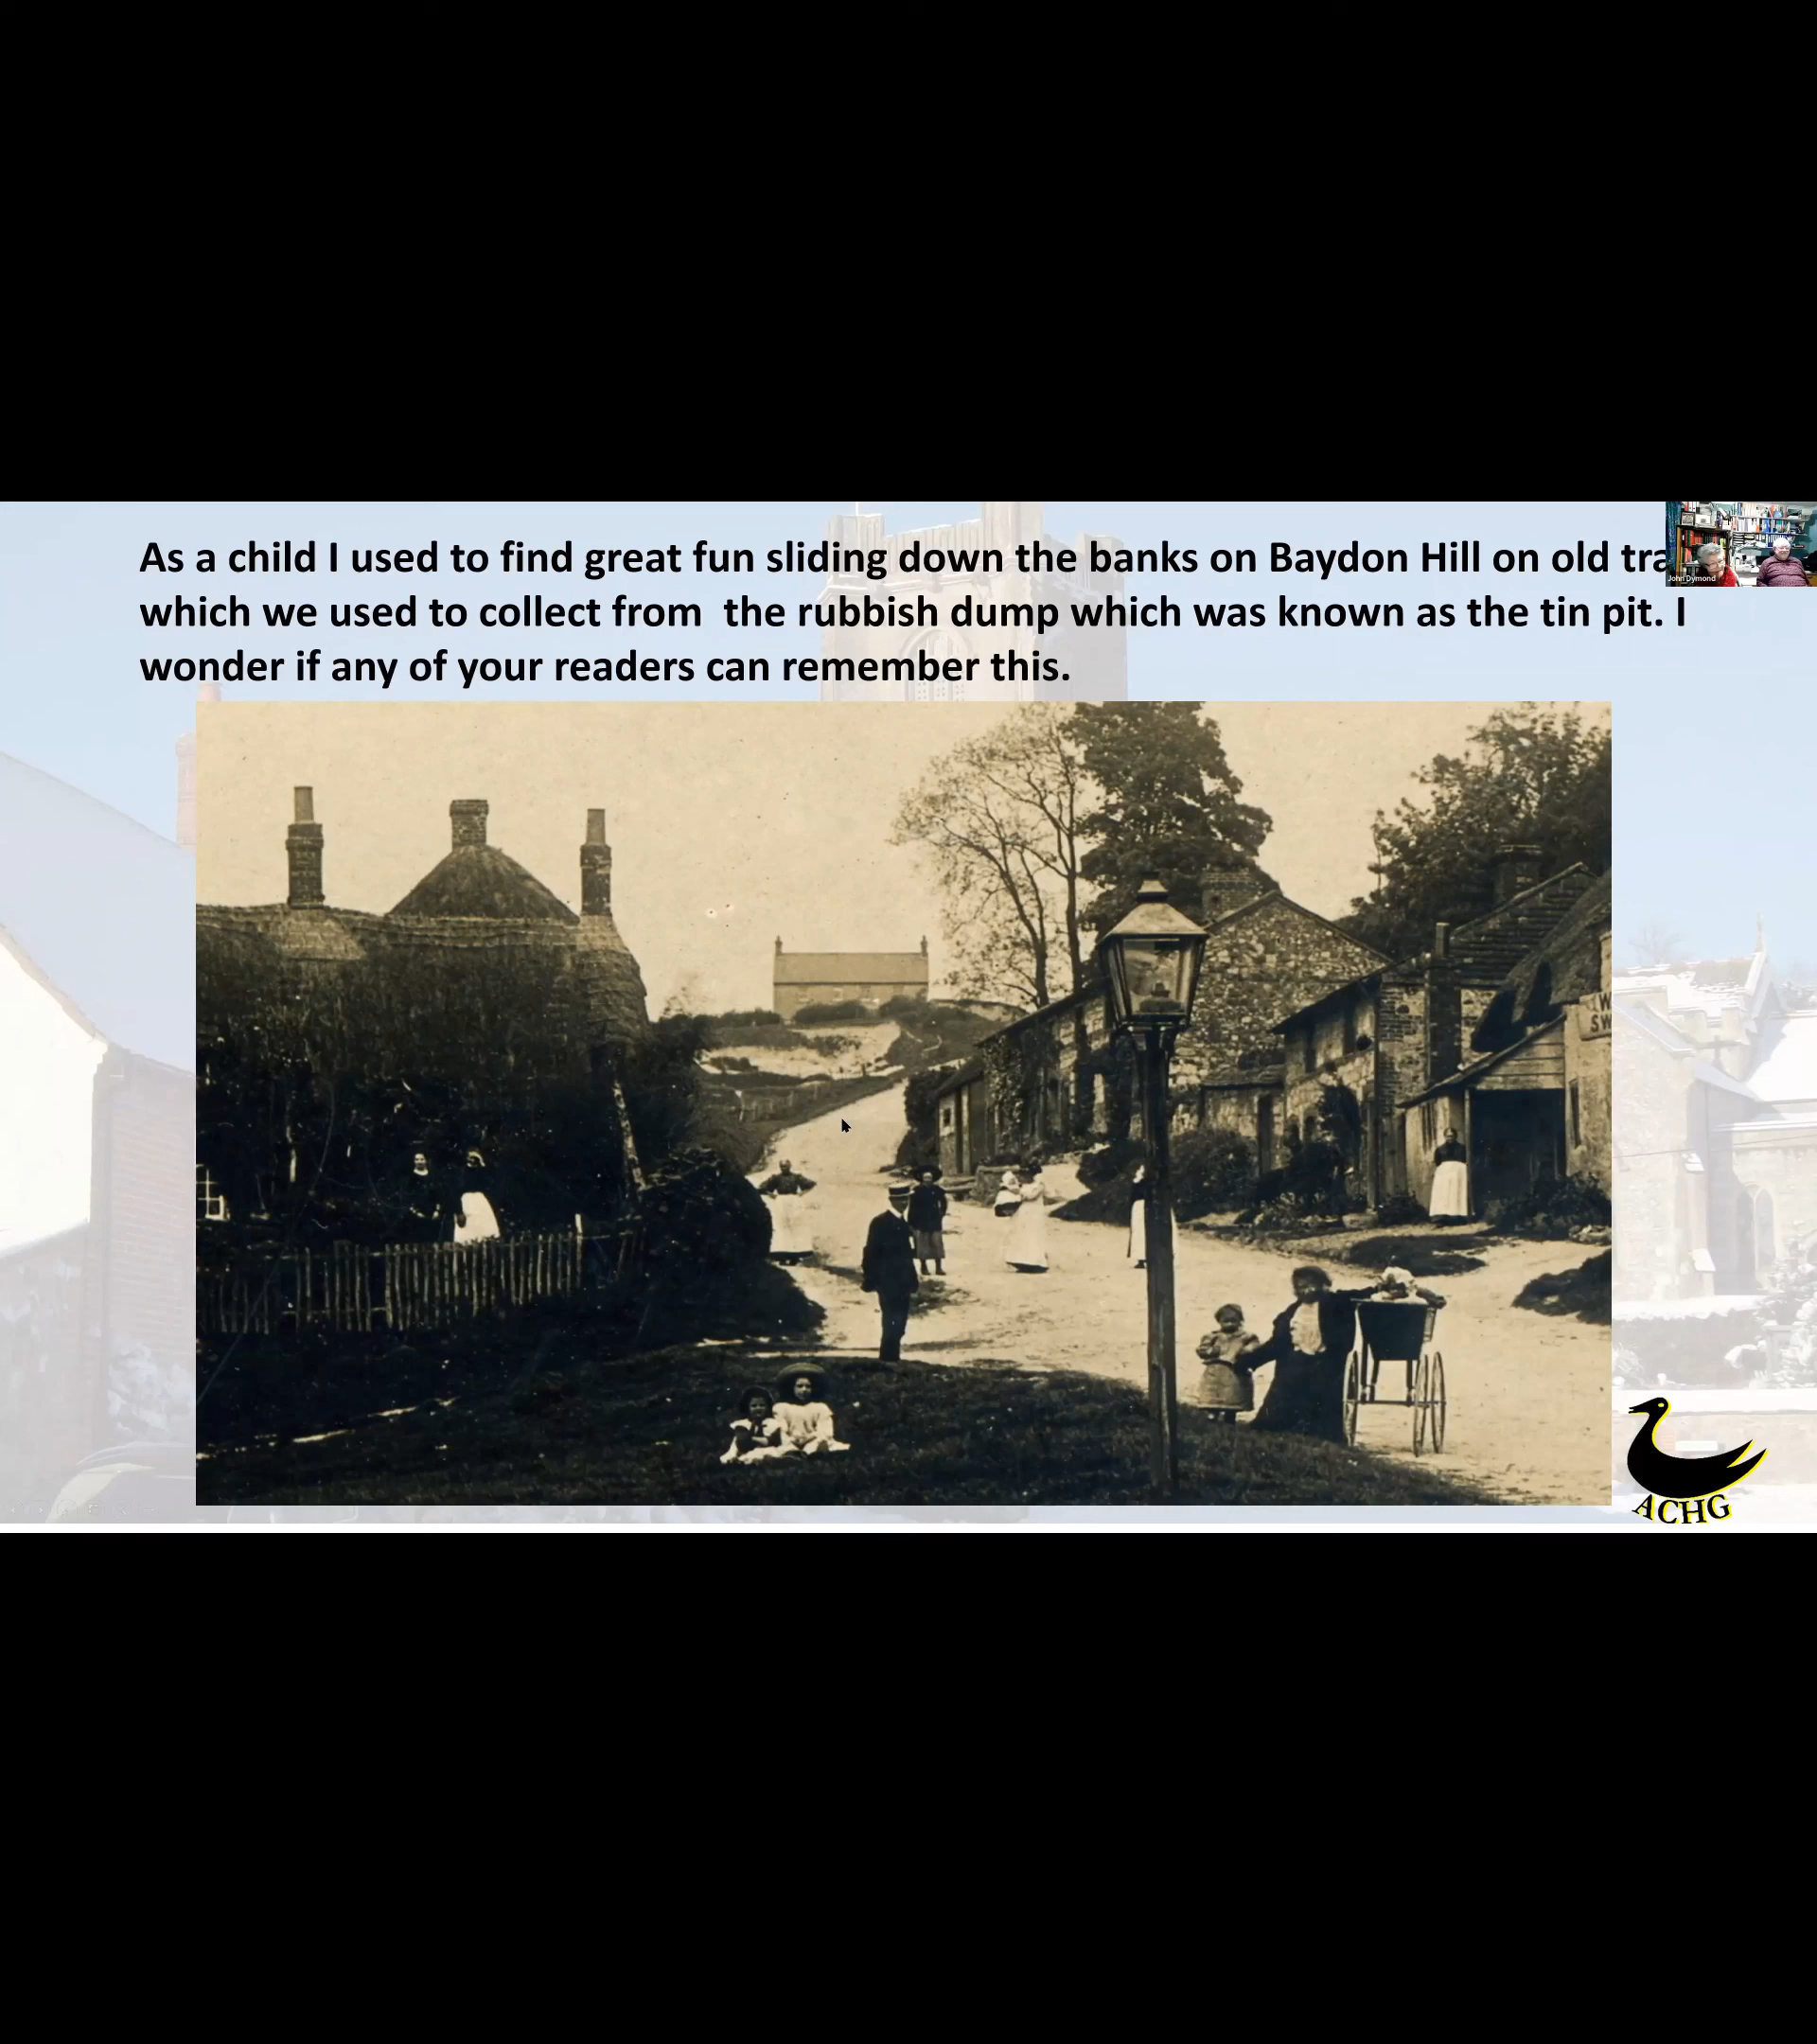 As a child I used to find great fun sliding down the banks on Baydon Hill on old
which we used to collect from the rubbish dump which was known as the tin pit. I
wonder if any of your readers can remember this.
John Dymond
ACHG